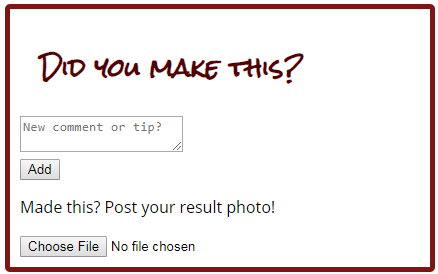 Did you make this?
New comment or tip?
Add
Made this? Post your result photo!
Choose File No file chosen